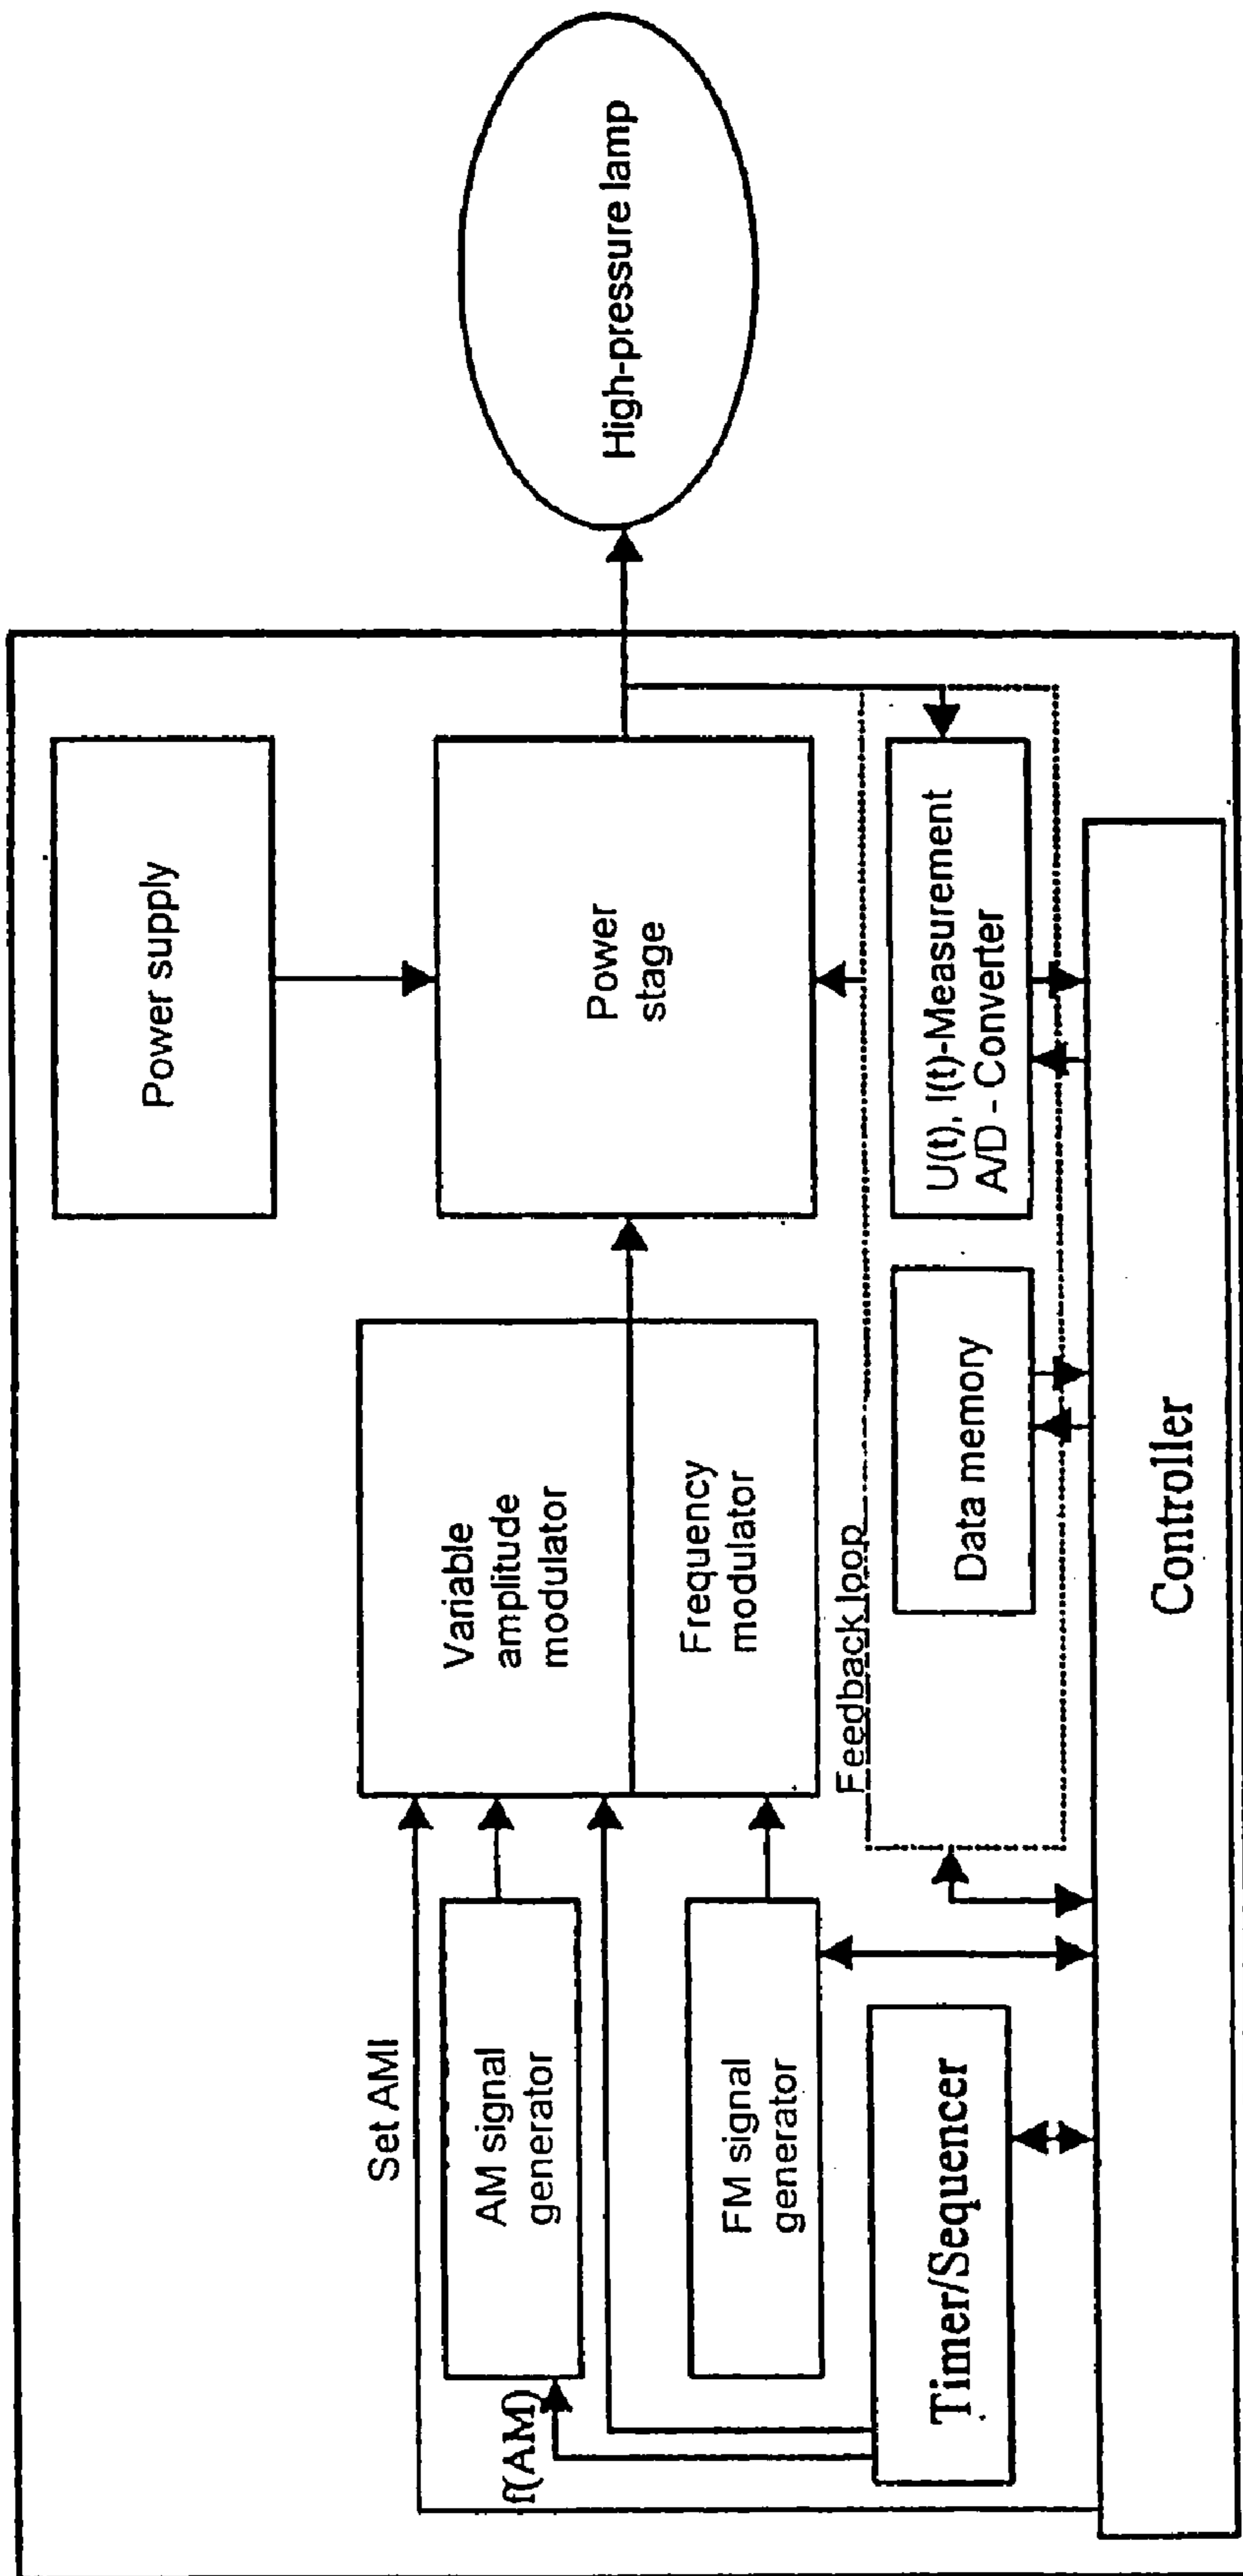 High-pressure lamp
Power supply
Power
stage
U(t), I(t)-Measurement
A/D - Converter
Variable
amplitude
modulator
Frequency
modulator
Feedback loop
Data memory
Controller
Set AMI
AM signal
generator
f(AM)
FM signal
generator
Timer/Sequencer